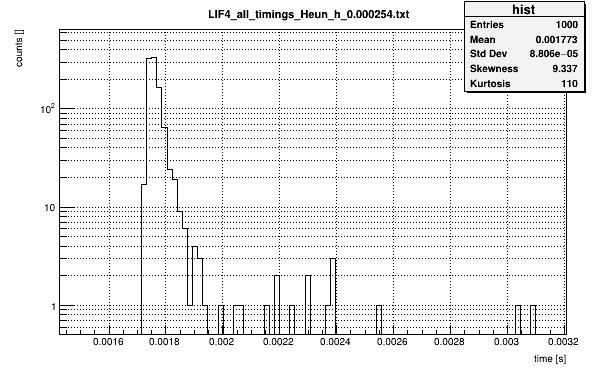 LIF4_all_timings_Heun_h_0.000254.txt
hist
Entries 1000
Mean 0.001773
Std Dev 8.806e−05
Skewness 9.337
Kurtosis 110
counts []
10²
10
1
0.0016 0.0018 0.002 0.0022 0.0024 0.0026 0.0028 0.003 0.0032
time [s]